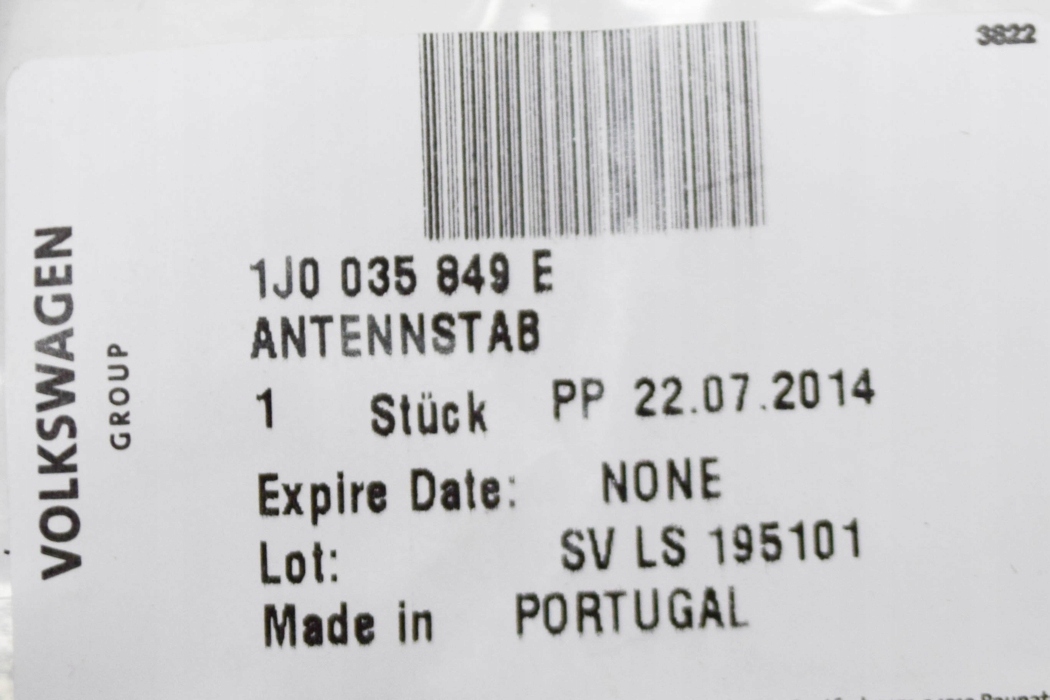 3822
VOLKSWAGEN
GROUP
1J0 035 849 E
ANTENNSTAB
1 Stück PP 22.07.2014
Expire Date: NONE
Lot: SV LS 195101
Made in PORTUGAL